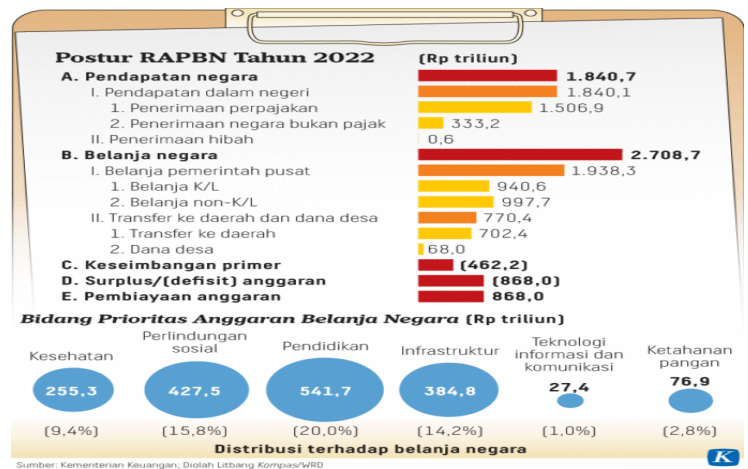 Postur RAPBN Tahun 2022 (Rp triliun)
A. Pendapatan negara 1.840,7
I. Pendapatan dalam negeri 1.840,1
1. Penerimaan perpajakan 1.506,9
2. Penerimaan negara bukan pajak 333,2
II. Penerimaan hibah 0,6
B. Belanja negara 2.708,7
I. Belanja pemerintah pusat 1.938,3
1. Belanja K/L 940,6
2. Belanja non-K/L 997,7
II. Transfer ke daerah dan dana desa 770,4
1. Transfer ke daerah 702,4
2. Dana desa 68,0
C. Keseimbangan primer (462,2)
D. Surplus/(defisit) anggaran (868,0)
E. Pembiayaan anggaran 868,0
Bidang Prioritas Anggaran Belanja Negara (Rp triliun)
Kesehatan
255,3
(9,4%)
Perlindungan
sosial
427,5
(15,8%)
Pendidikan
541,7
(20,0%)
Infrastruktur
384,8
(14,2%)
Teknologi
informasi dan
komunikasi
27,4
(1,0%)
Ketahanan
pangan
76,9
(2,8%)
Distribusi terhadap belanja negara
K
Sumber: Kementerian Keuangan; Diolah Litbang Kompas/WRD